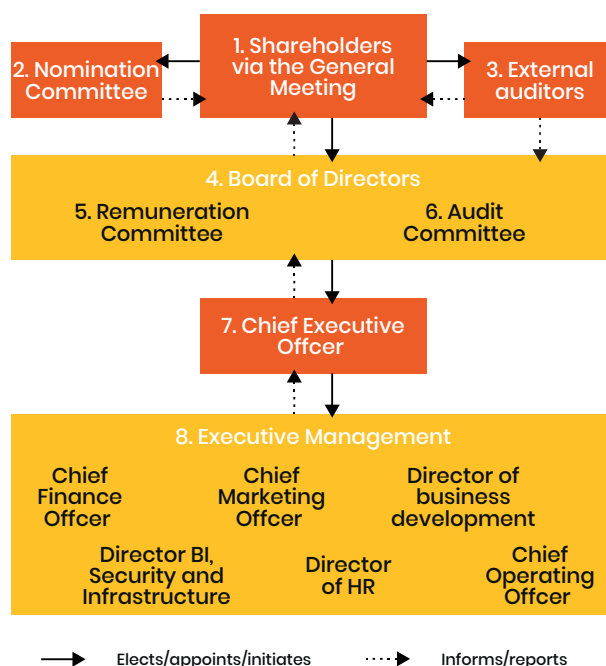 1. Shareholders
via the General
Meeting
2. Nomination
Committee
3. External
auditors
4. Board of Directors
5. Remuneration
Committee
6. Audit
Committee
7. Chief Executive
Offcer
8. Executive Management
Chief
Finance
Offcer
Chief
Marketing
Offcer
Director of
business
development
Director BI,
Security and
Infrastructure
Director
of HR
Chief
Operating
Offcer
Elects/appoints/initiates
Informs/reports